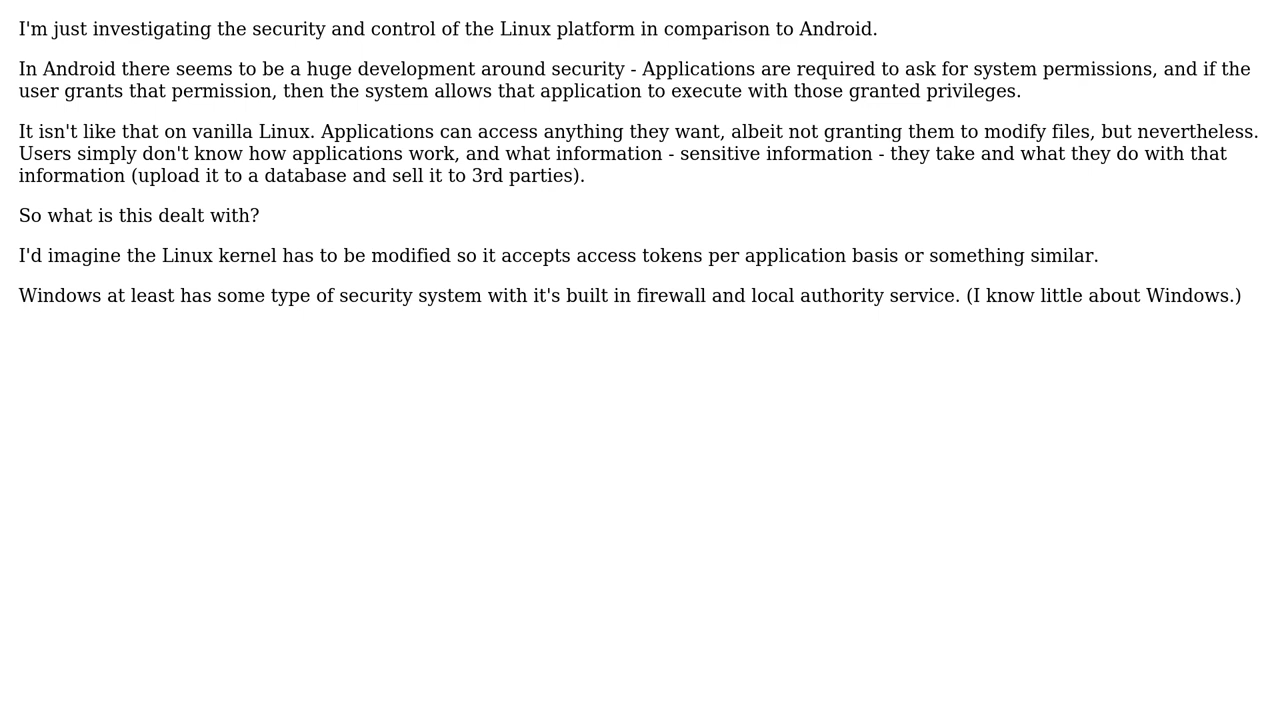 I'm just investigating the security and control of the Linux platform in comparison to Android.
In Android there seems to be a huge development around security - Applications are required to ask for system permissions, and if the
user grants that permission, then the system allows that application to execute with those granted privileges.
It isn't like that on vanilla Linux. Applications can access anything they want, albeit not granting them to modify files, but nevertheless.
Users simply don't know how applications work, and what information - sensitive information - they take and what they do with that
information (upload it to a database and sell it to 3rd parties).
So what is this dealt with?
I'd imagine the Linux kernel has to be modified so it accepts access tokens per application basis or something similar.
Windows at least has some type of security system with it's built in firewall and local authority service. (I know little about Windows.)